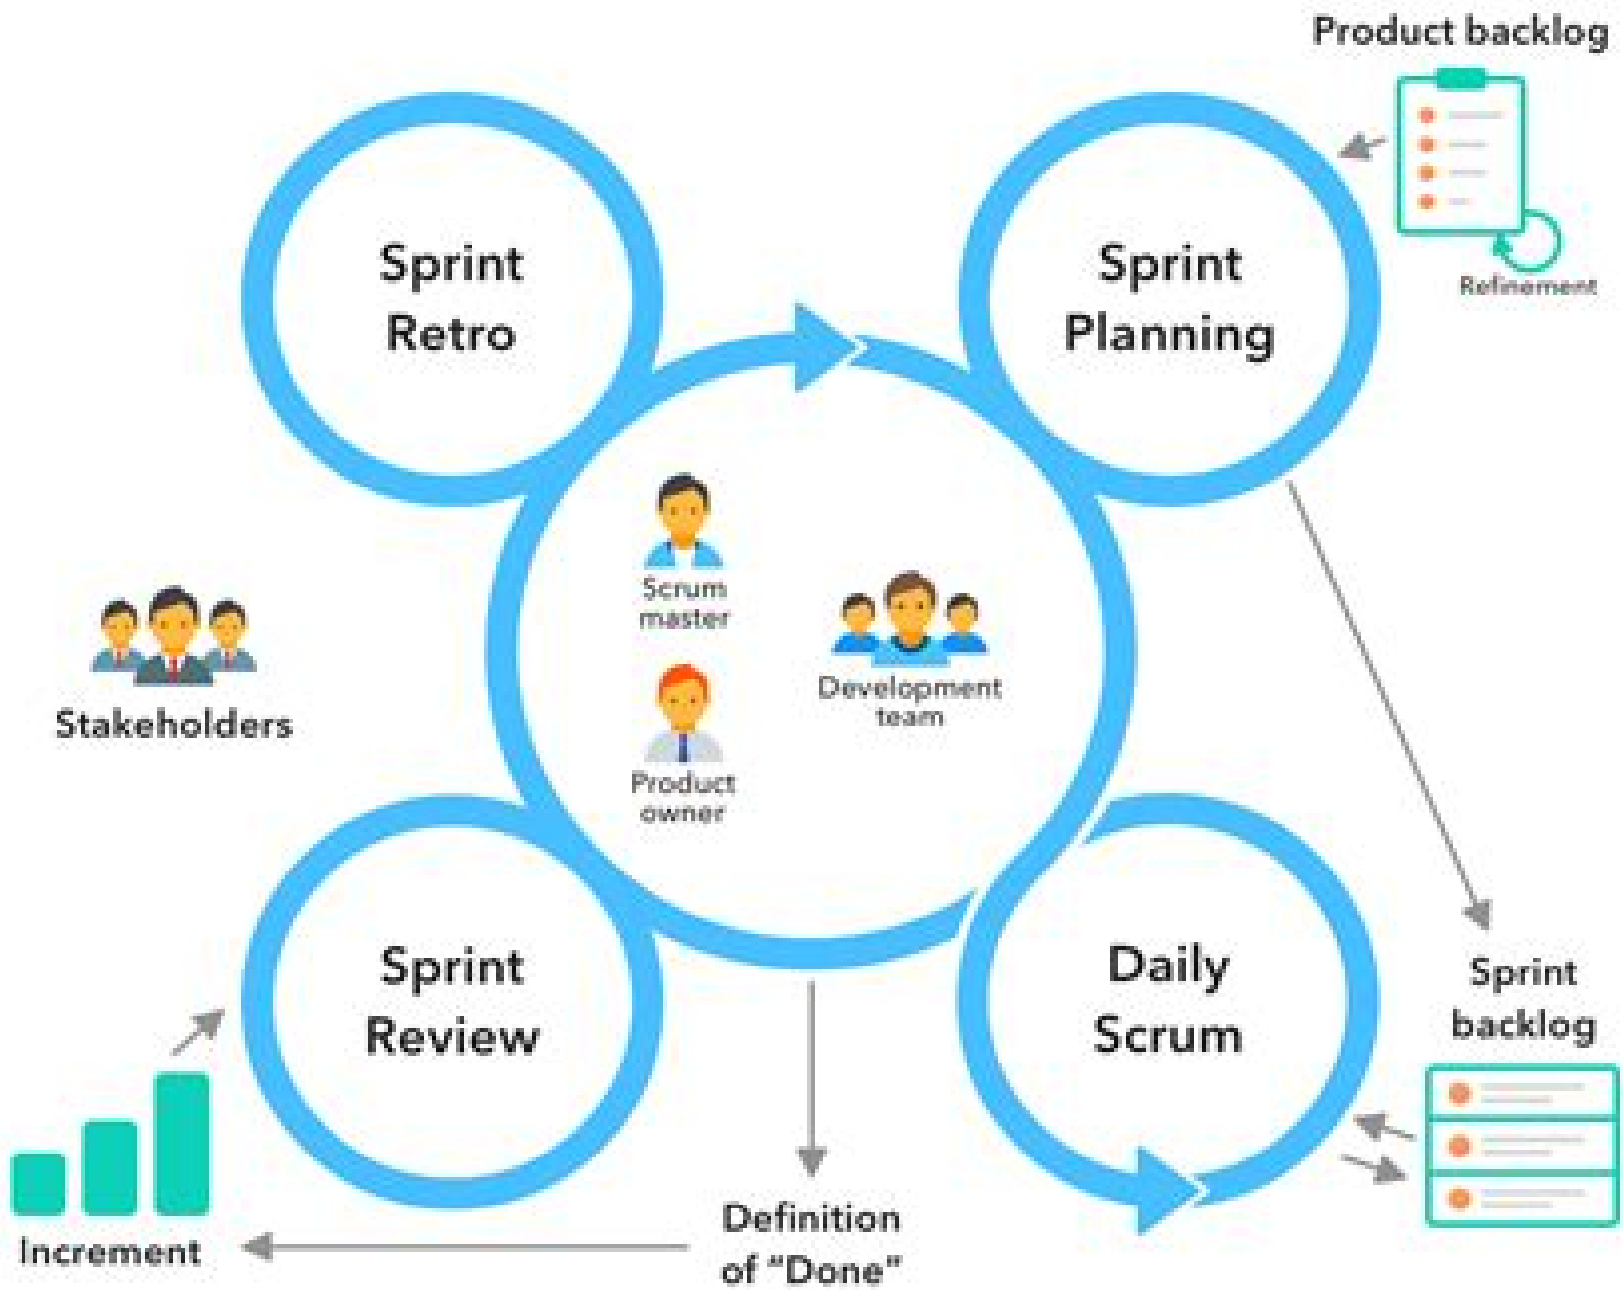 Product backlog
Refinement
Sprint
Retro
Sprint
Planning
Scrum
master
Development
team
Product
owner
Stakeholders
Sprint
Review
Daily
Scrum
Sprint
backlog
Increment
Definition
of “Done”